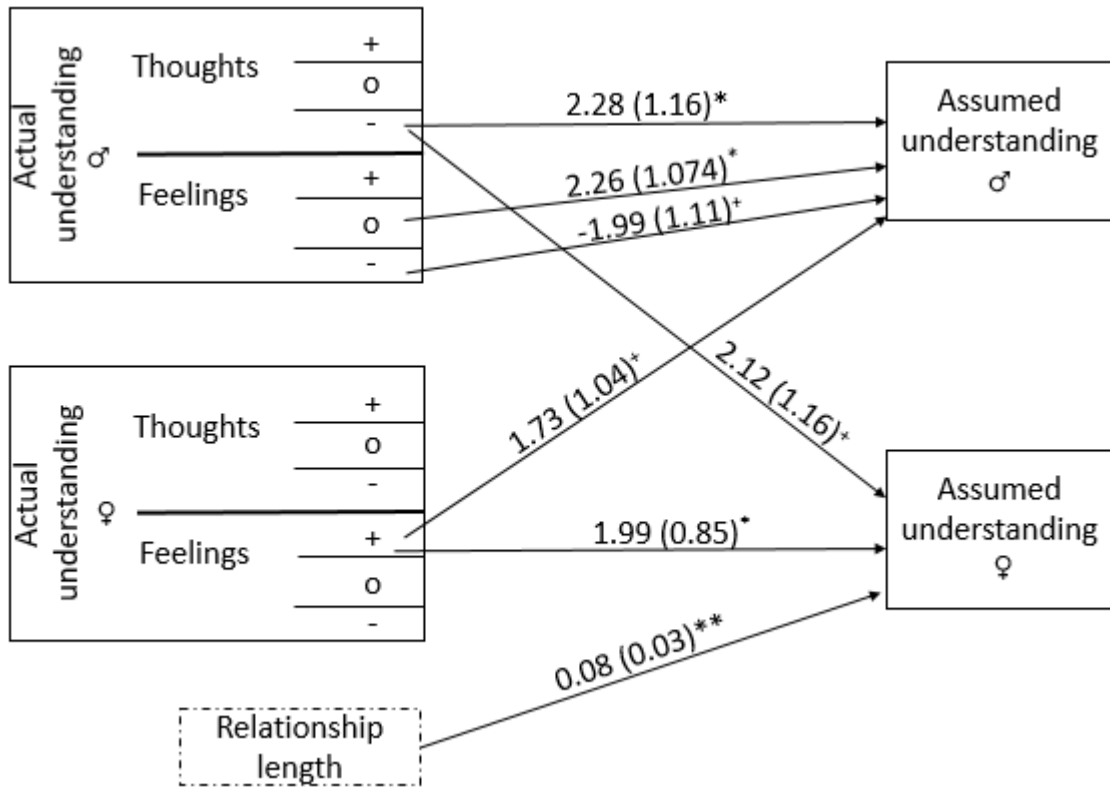 Actual
understanding
♂
Thoughts
+
o
-
Feelings
+
o
-
2.28 (1.16)*
2.26 (1.074)*
-1.99 (1.11)+
Assumed
understanding
♂
2.12 (1.16)+
1.73 (1.04)+
Actual
understanding
♀
Thoughts
+
o
-
Feelings
+
o
-
1.99 (0.85)*
0.08 (0.03)**
Assumed
understanding
♀
Relationship
length